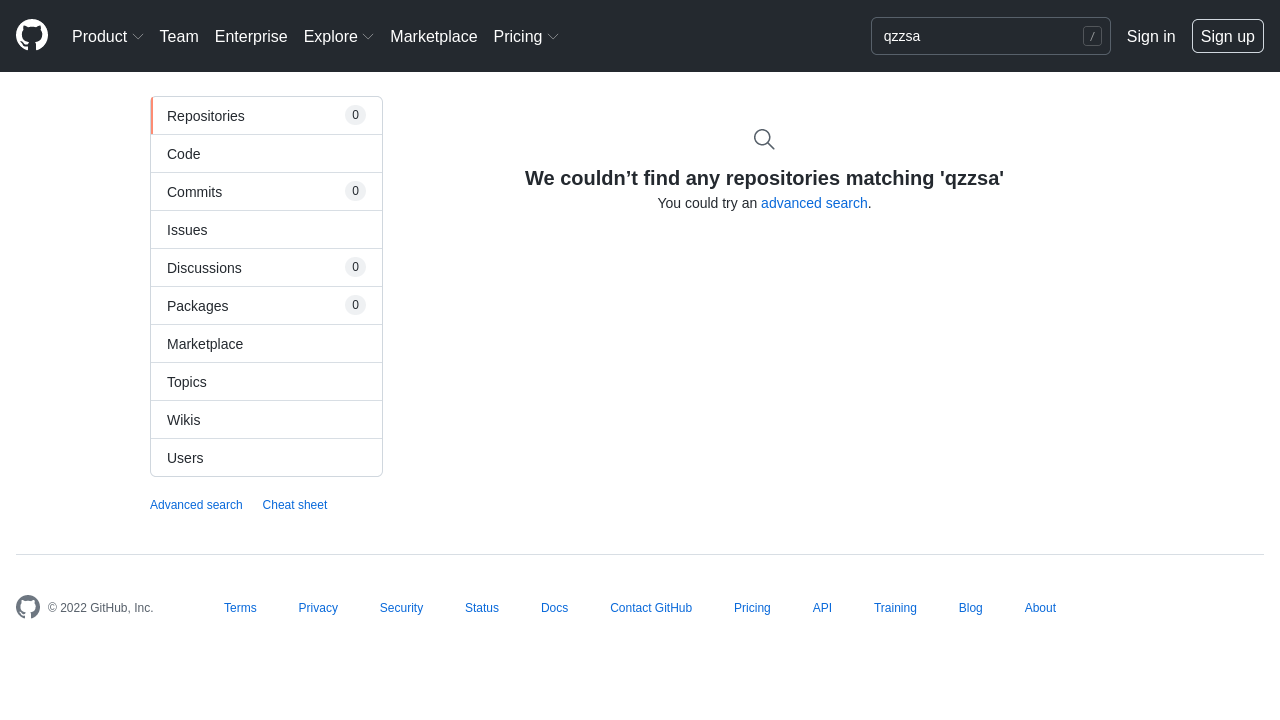 Product Team Enterprise Explore Marketplace Pricing qzzsa / Sign in Sign up
Repositories 0
Code
Commits 0
Issues
Discussions 0
Packages 0
Marketplace
Topics
Wikis
Users
Advanced search Cheat sheet
We couldn’t find any repositories matching 'qzzsa'
You could try an advanced search.
© 2022 GitHub, Inc. Terms Privacy Security Status Docs Contact GitHub Pricing API Training Blog About